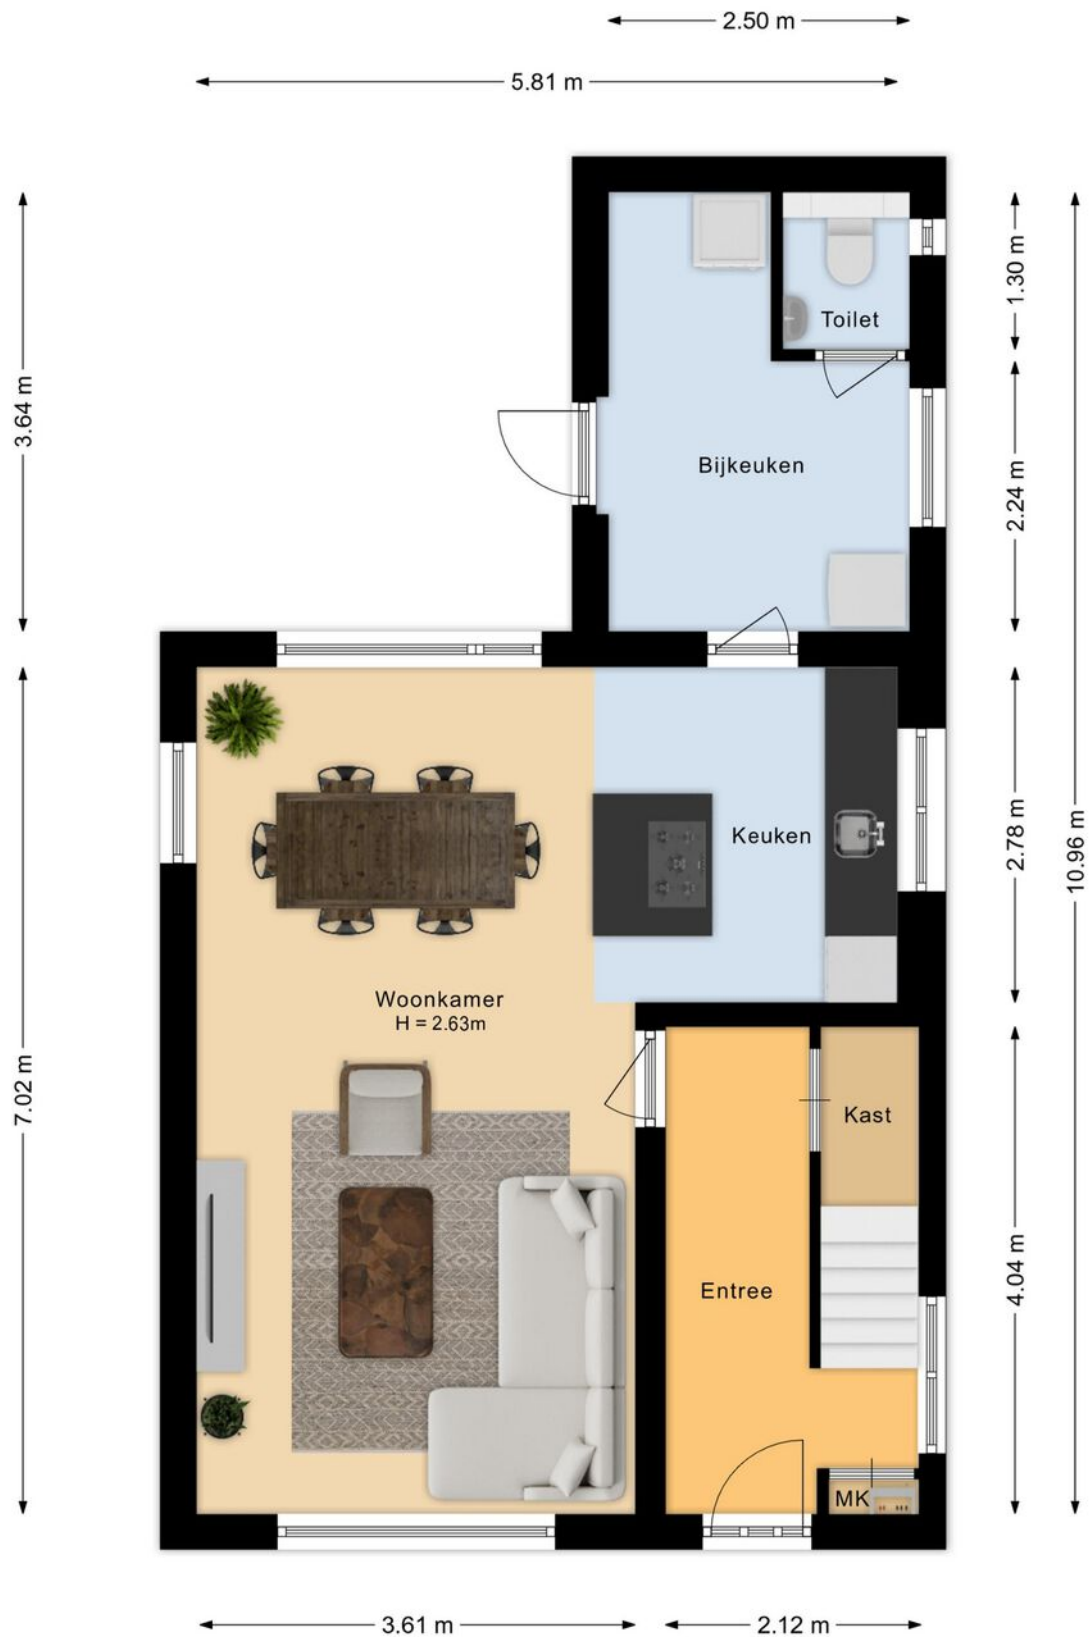 2.50 m
5.81 m
1.30 m
Toilet
3.64 m
Bijkeuken
2.24 m
Keuken
2.78 m
10.96 m
Woonkamer
H = 2.63m
7.02 m
Kast
Entree
4.04 m
MK
3.61 m
2.12 m